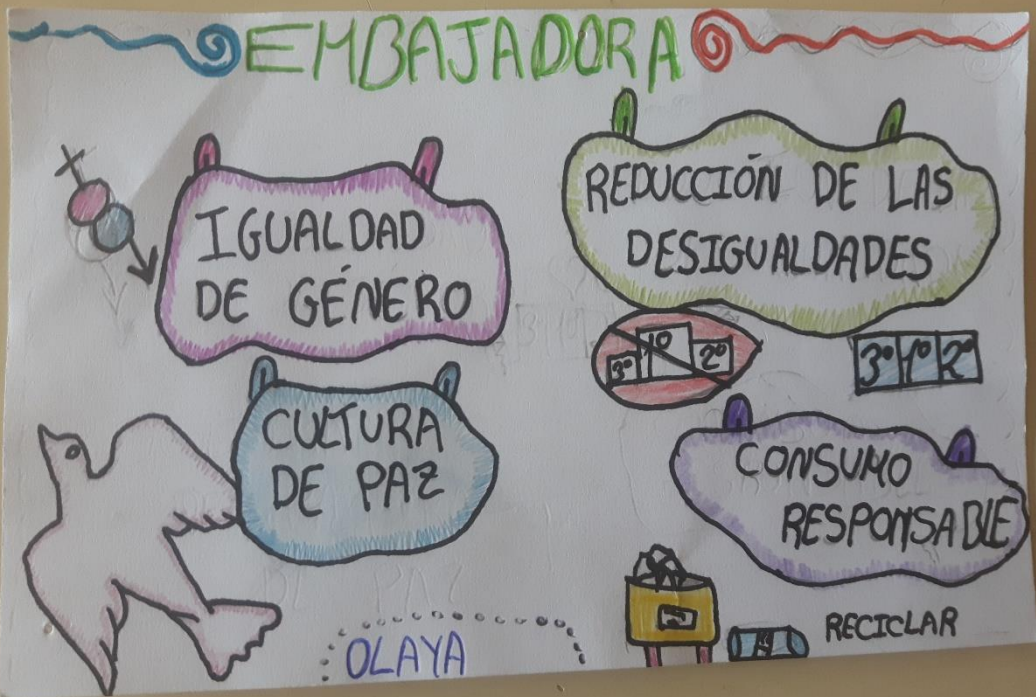 EMBAJADORA
IGUALDAD
DE GÉNERO
REDUCCIÓN DE LAS
DESIGUALDADES
3º 1º 2º
3º 1º 2º
CULTURA
DE PAZ
CONSUMO
RESPONSABLE
RECICLAR
OLAYA